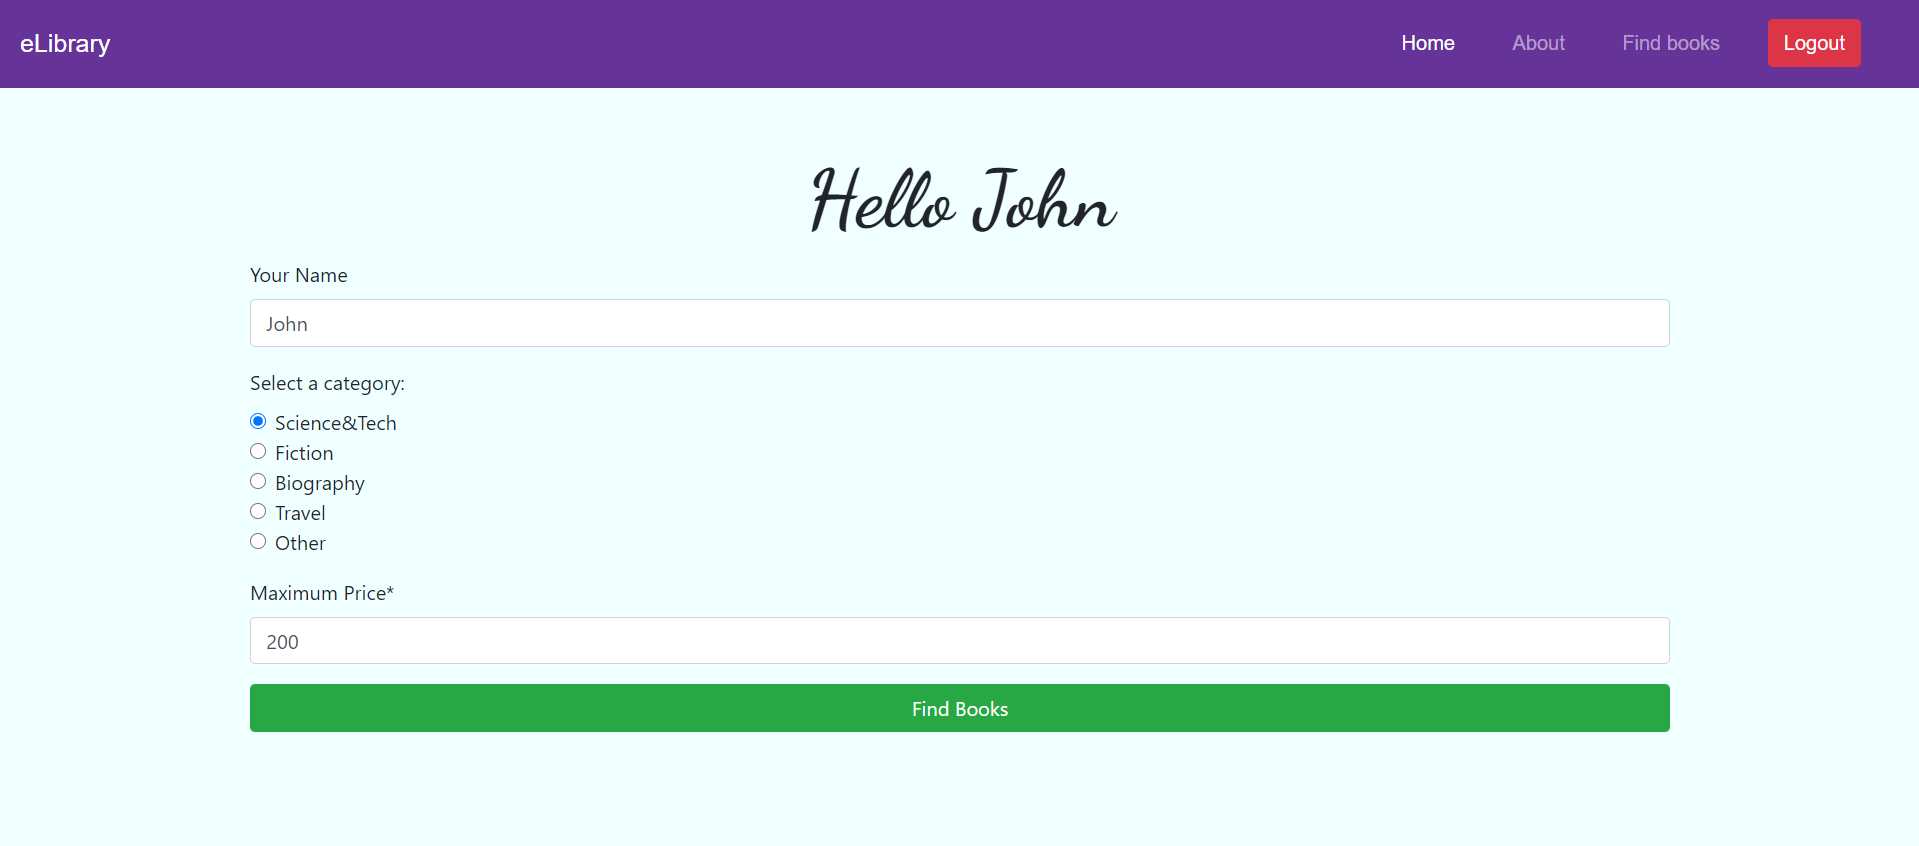 eLibrary Home About Find books Logout
Hello John
Your Name
John
Select a category:
Science&Tech
Fiction
Biography
Travel
Other
Maximum Price*
200
Find Books